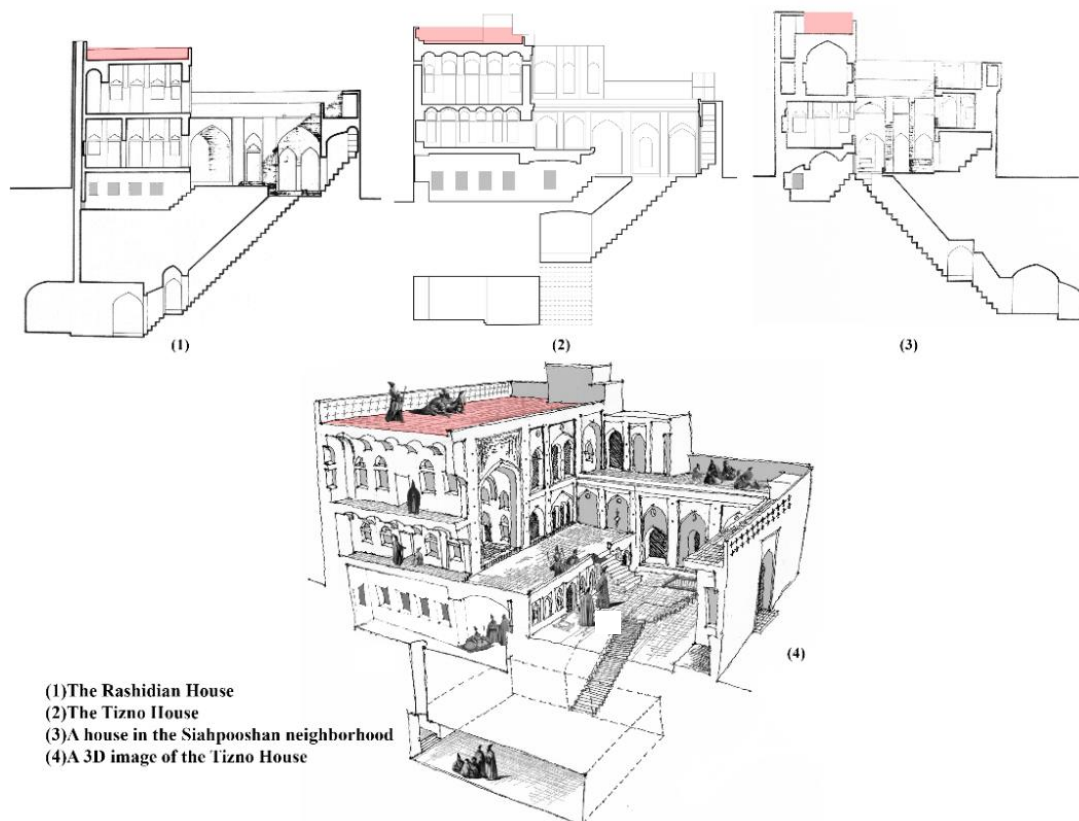 (1)
(2)
(3)
(4)
(1)The Rashidian House
(2)The Tizno House
(3)A house in the Siahpooshan neighborhood
(4)A 3D image of the Tizno House